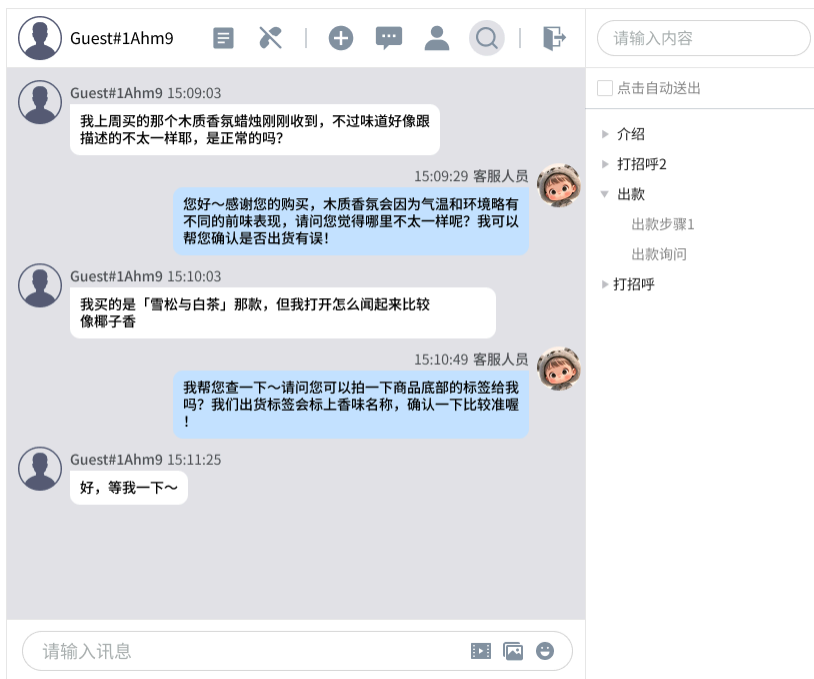 Guest#1Ahm9
Guest#1Ahm9 15:09:03
我上周买的那个木质香氛蜡烛刚刚收到，不过味道好像跟
描述的不太一样耶，是正常的吗？
15:09:29 客服人员
您好～感谢您的购买，木质香氛会因为气温和环境略有
不同的前味表现，请问您觉得哪里不太一样呢？我可以
帮您确认是否出货有误！
Guest#1Ahm9 15:10:03
我买的是「雪松与白茶」那款，但我打开怎么闻起来比较
像椰子香
15:10:49 客服人员
我帮您查一下～请问您可以拍一下商品底部的标签给我
吗？我们出货标签会标上香味名称，确认一下比较准喔
！
Guest#1Ahm9 15:11:25
好，等我一下～
请输入讯息
请输入内容
点击自动送出
介绍
打招呼2
出款
出款步骤1
出款询问
打招呼